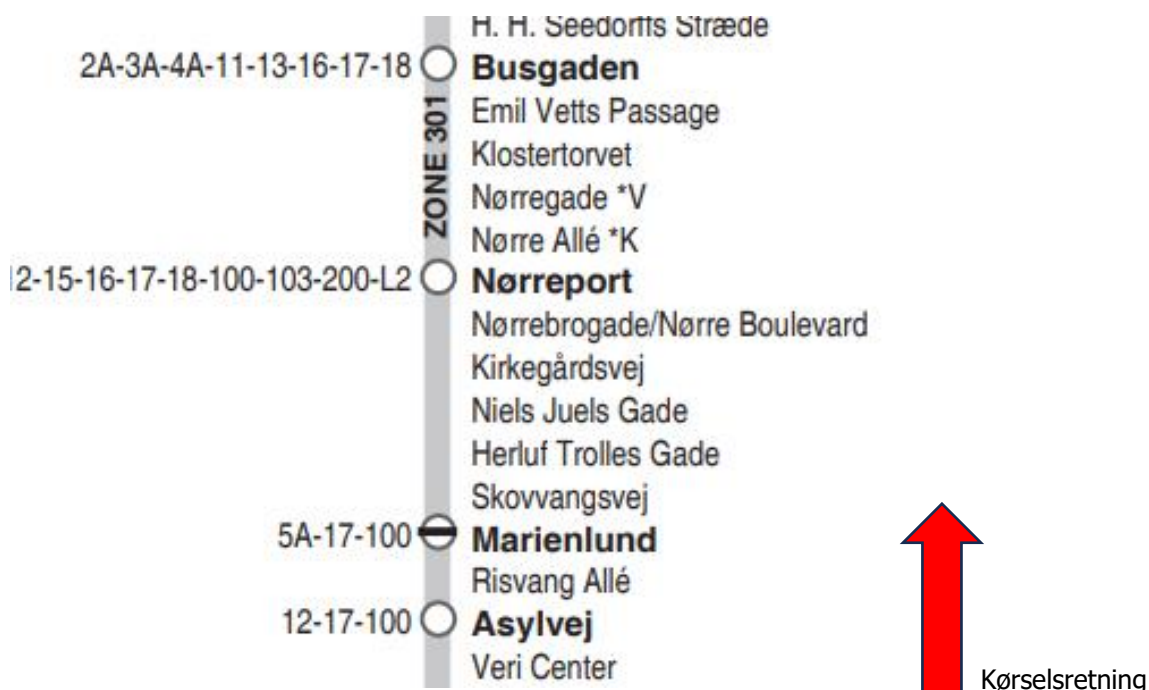 H. H. Seedorffs Stræde
2A-3A-4A-11-13-16-17-18 Busgaden
Emil Vetts Passage
Klostertorvet
Nørregade *V
Nørre Allé *K
ZONE 301
2-15-16-17-18-100-103-200-L2 Nørreport
Nørrebrogade/Nørre Boulevard
Kirkegårdsvej
Niels Juels Gade
Herluf Trolles Gade
Skovvangsvej
5A-17-100 Marienlund
Risvang Allé
12-17-100 Asylvej
Veri Center
Kørselsretning